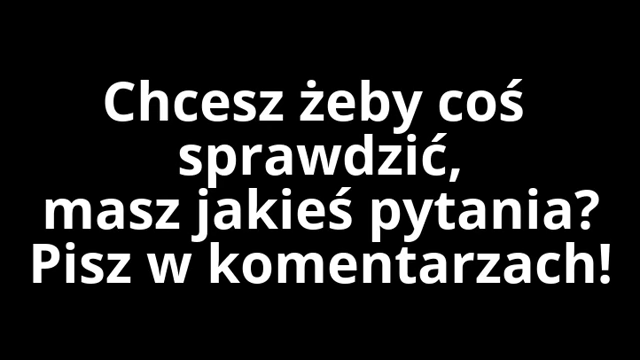 Chcesz żeby coś
sprawdzić,
masz jakieś pytania?
Pisz w komentarzach!